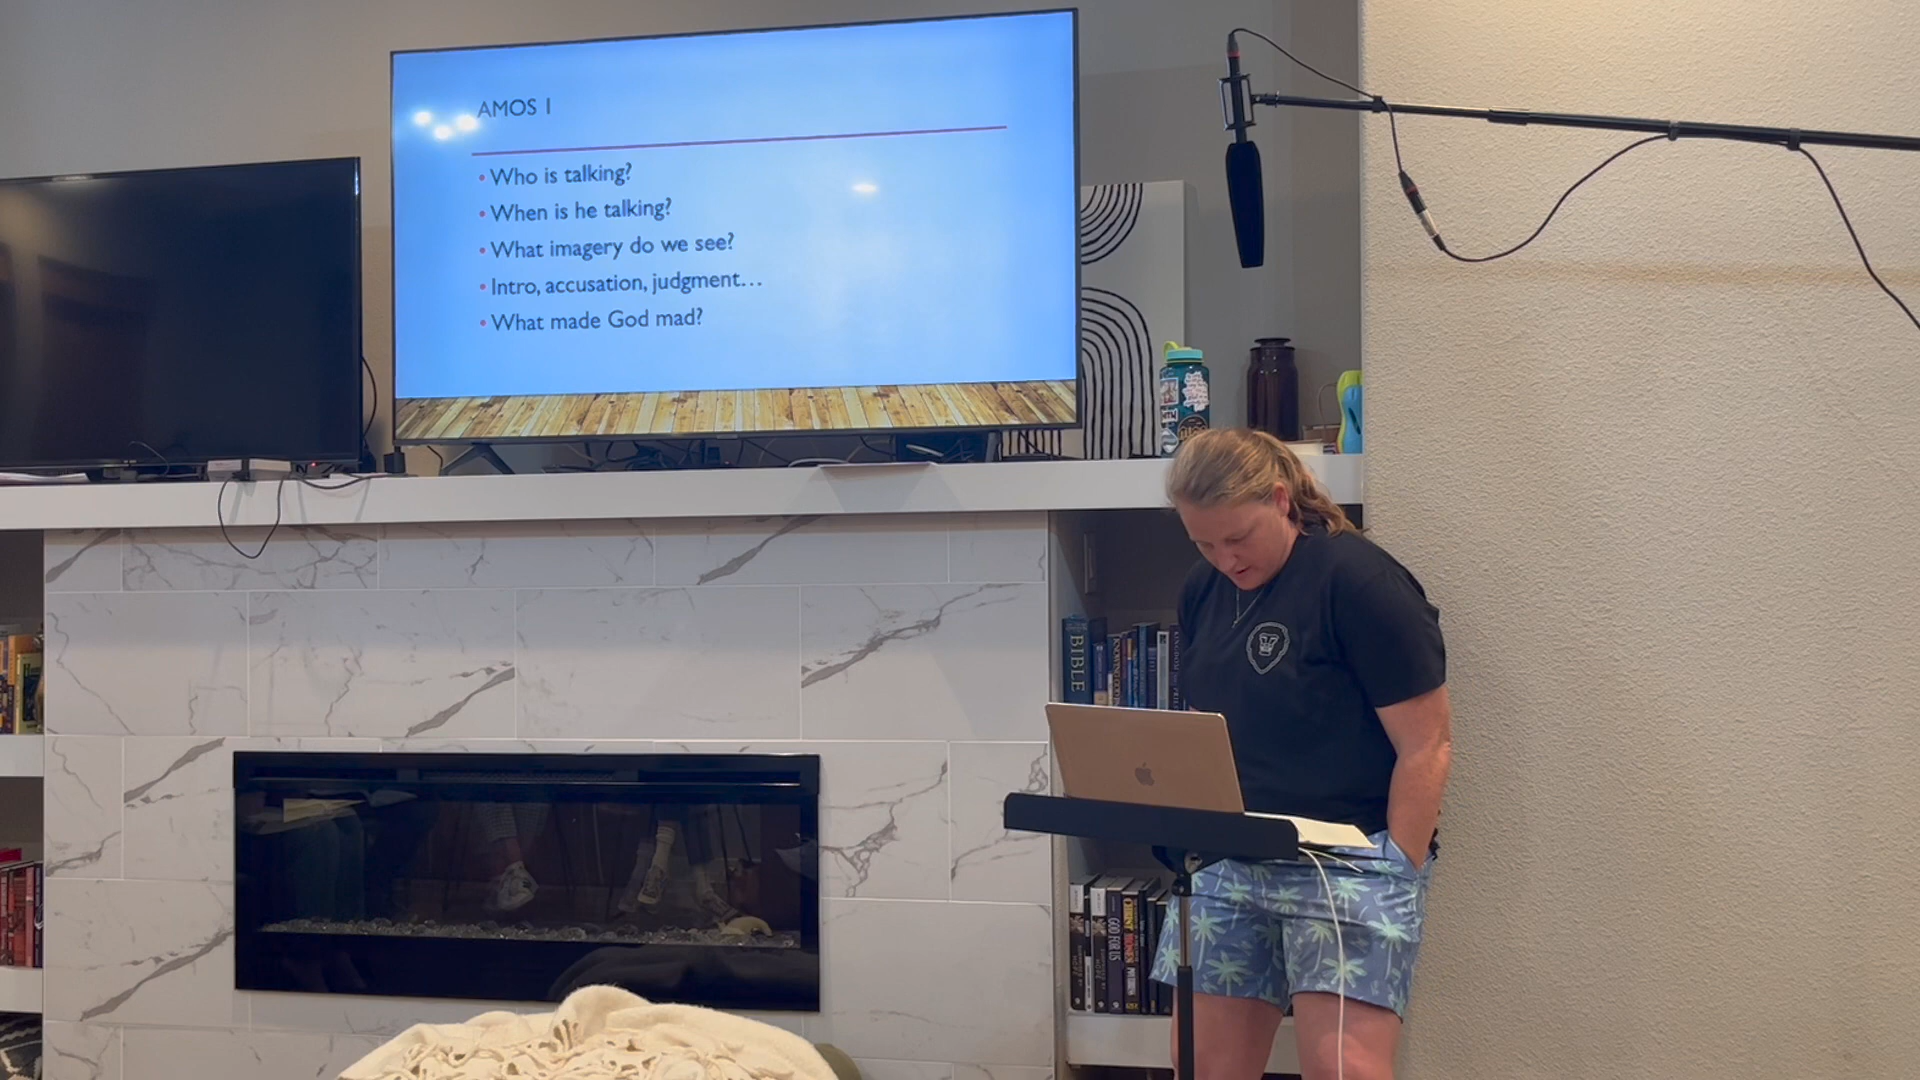 AMOS 1
• Who is talking?
• When is he talking?
• What imagery do we see?
• Intro, accusation, judgment...
• What made God mad?
BIBLE
GOD FOR US